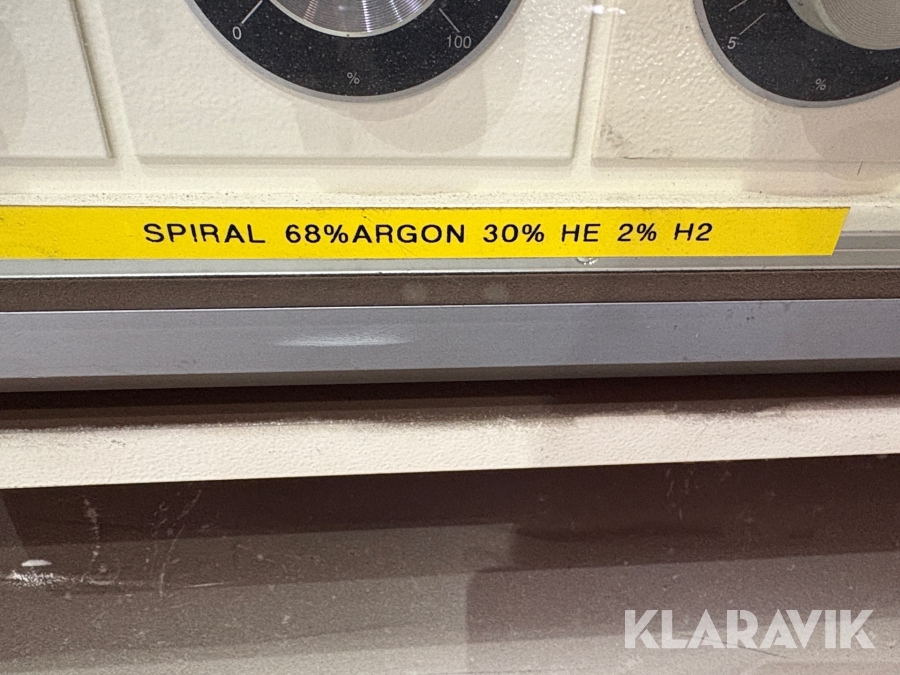 0 100
%
5
%
SPIRAL 68%ARGON 30% HE 2% H2
KLARAVIK